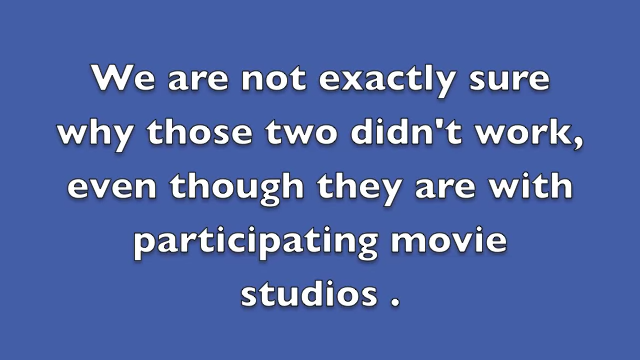 We are not exactly sure
why those two didn't work,
even though they are with
participating movie
studios .